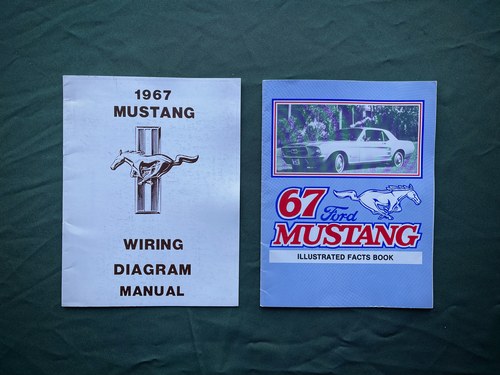 1967
MUSTANG
WIRING
DIAGRAM
MANUAL
67
Ford
MUSTANG
ILLUSTRATED FACTS BOOK